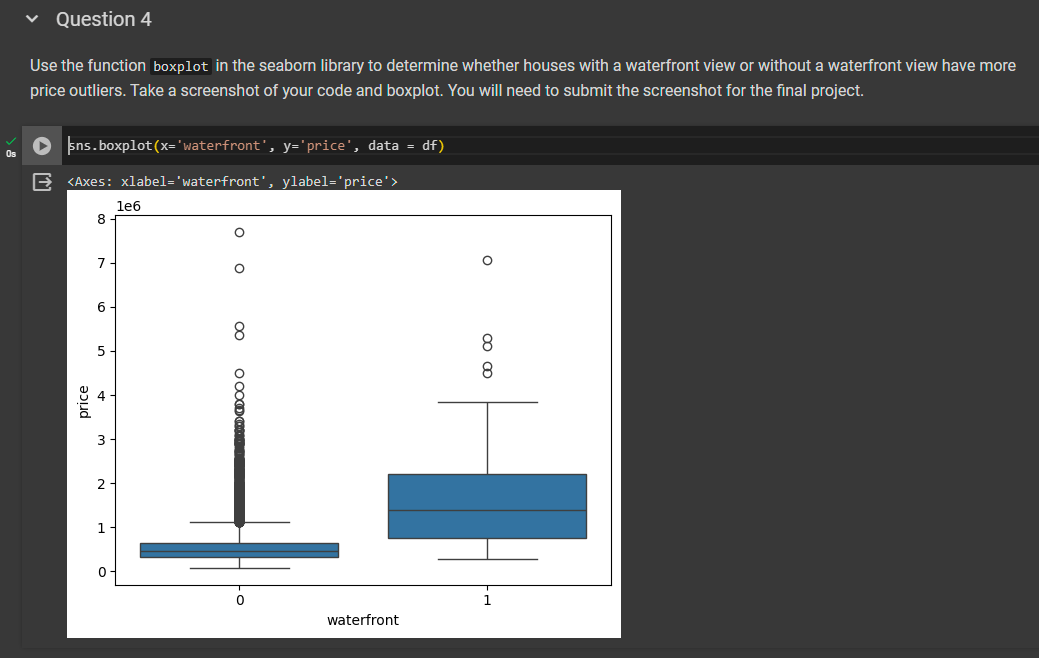 Question 4
Use the function boxplot in the seaborn library to determine whether houses with a waterfront view or without a waterfront view have more
price outliers. Take a screenshot of your code and boxplot. You will need to submit the screenshot for the final project.
sns.boxplot(x='waterfront', y='price', data = df)
0s
<Axes: xlabel='waterfront', ylabel='price'>
1e6
8
7
6
5
4
3
2
1
0
price
0 1
waterfront